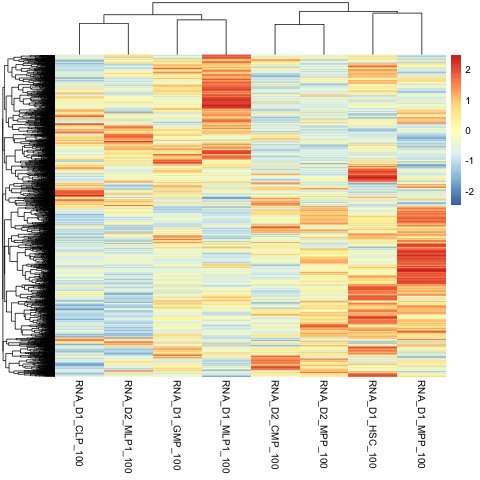 2
1
0
-1
-2
RNA_D1_CLP_100
RNA_D2_MLP1_100
RNA_D1_GMP_100
RNA_D1_MLP1_100
RNA_D2_CMP_100
RNA_D2_MPP_100
RNA_D1_HSC_100
RNA_D1_MPP_100